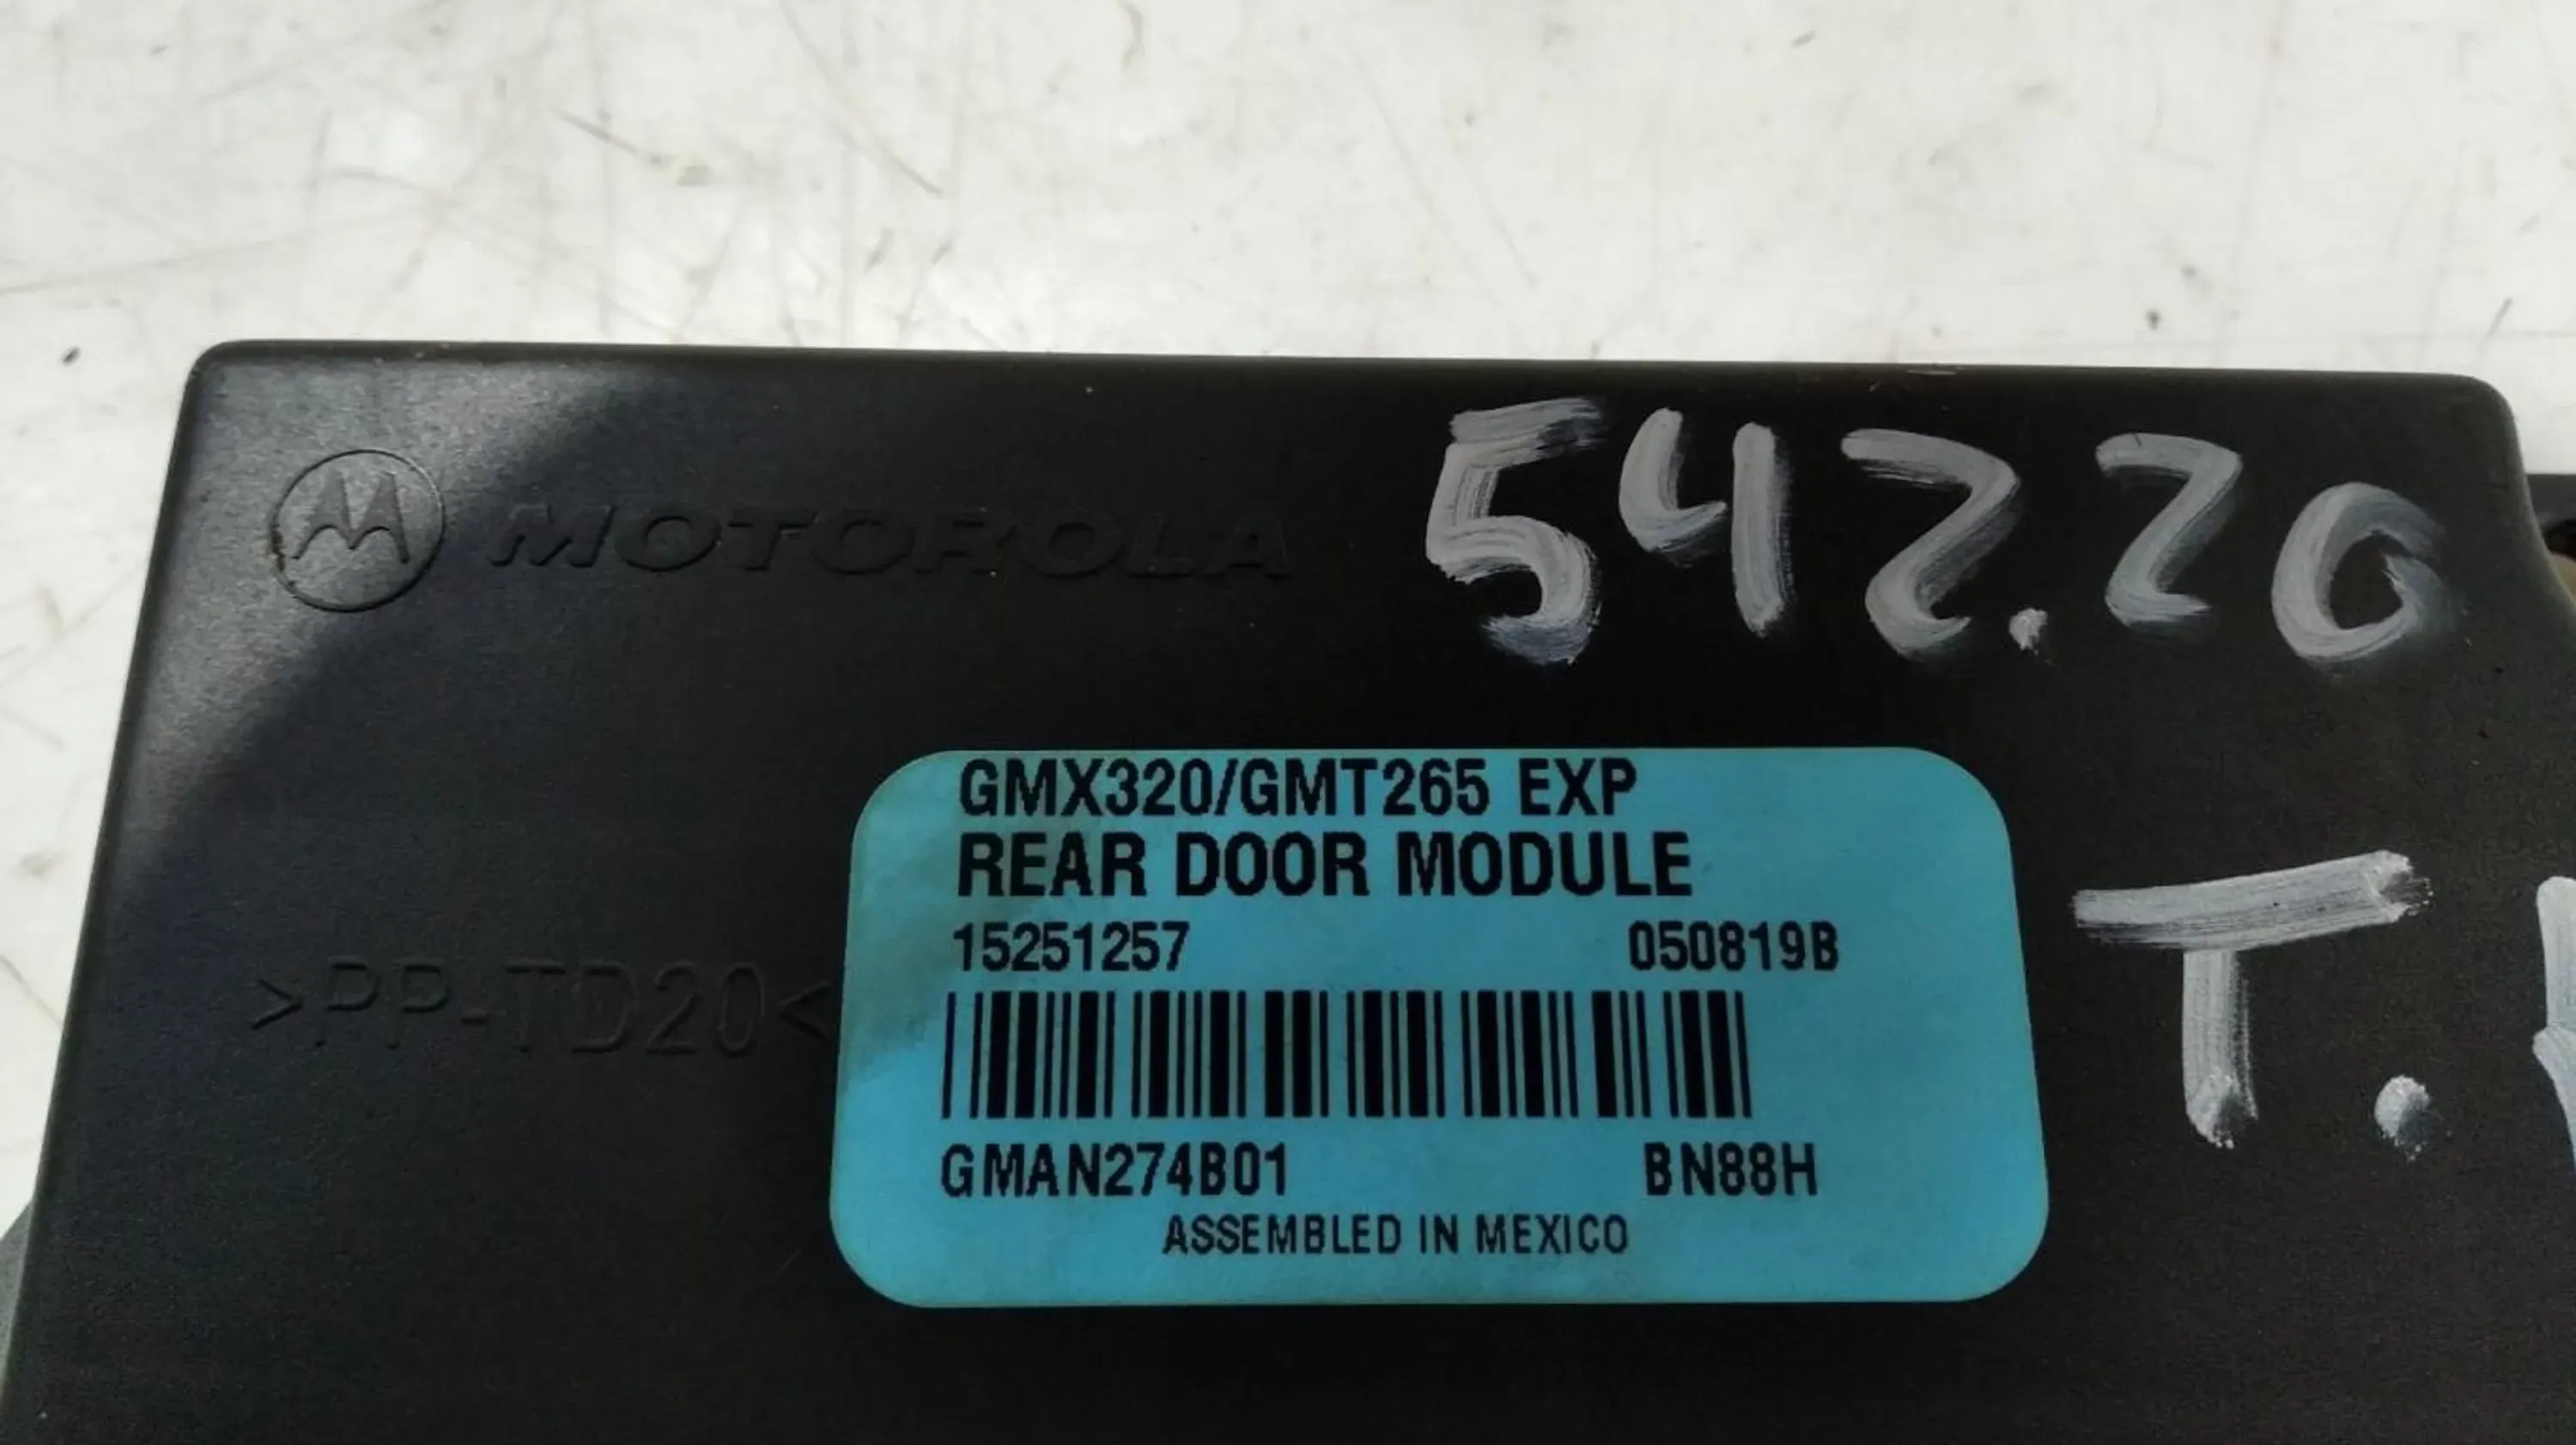 MOTOROLA
542.20
GMX320/GMT265 EXP
REAR DOOR MODULE
15251257 050819B
>PP-TD20<
GMAN274B01 BN88H
ASSEMBLED IN MEXICO
T.